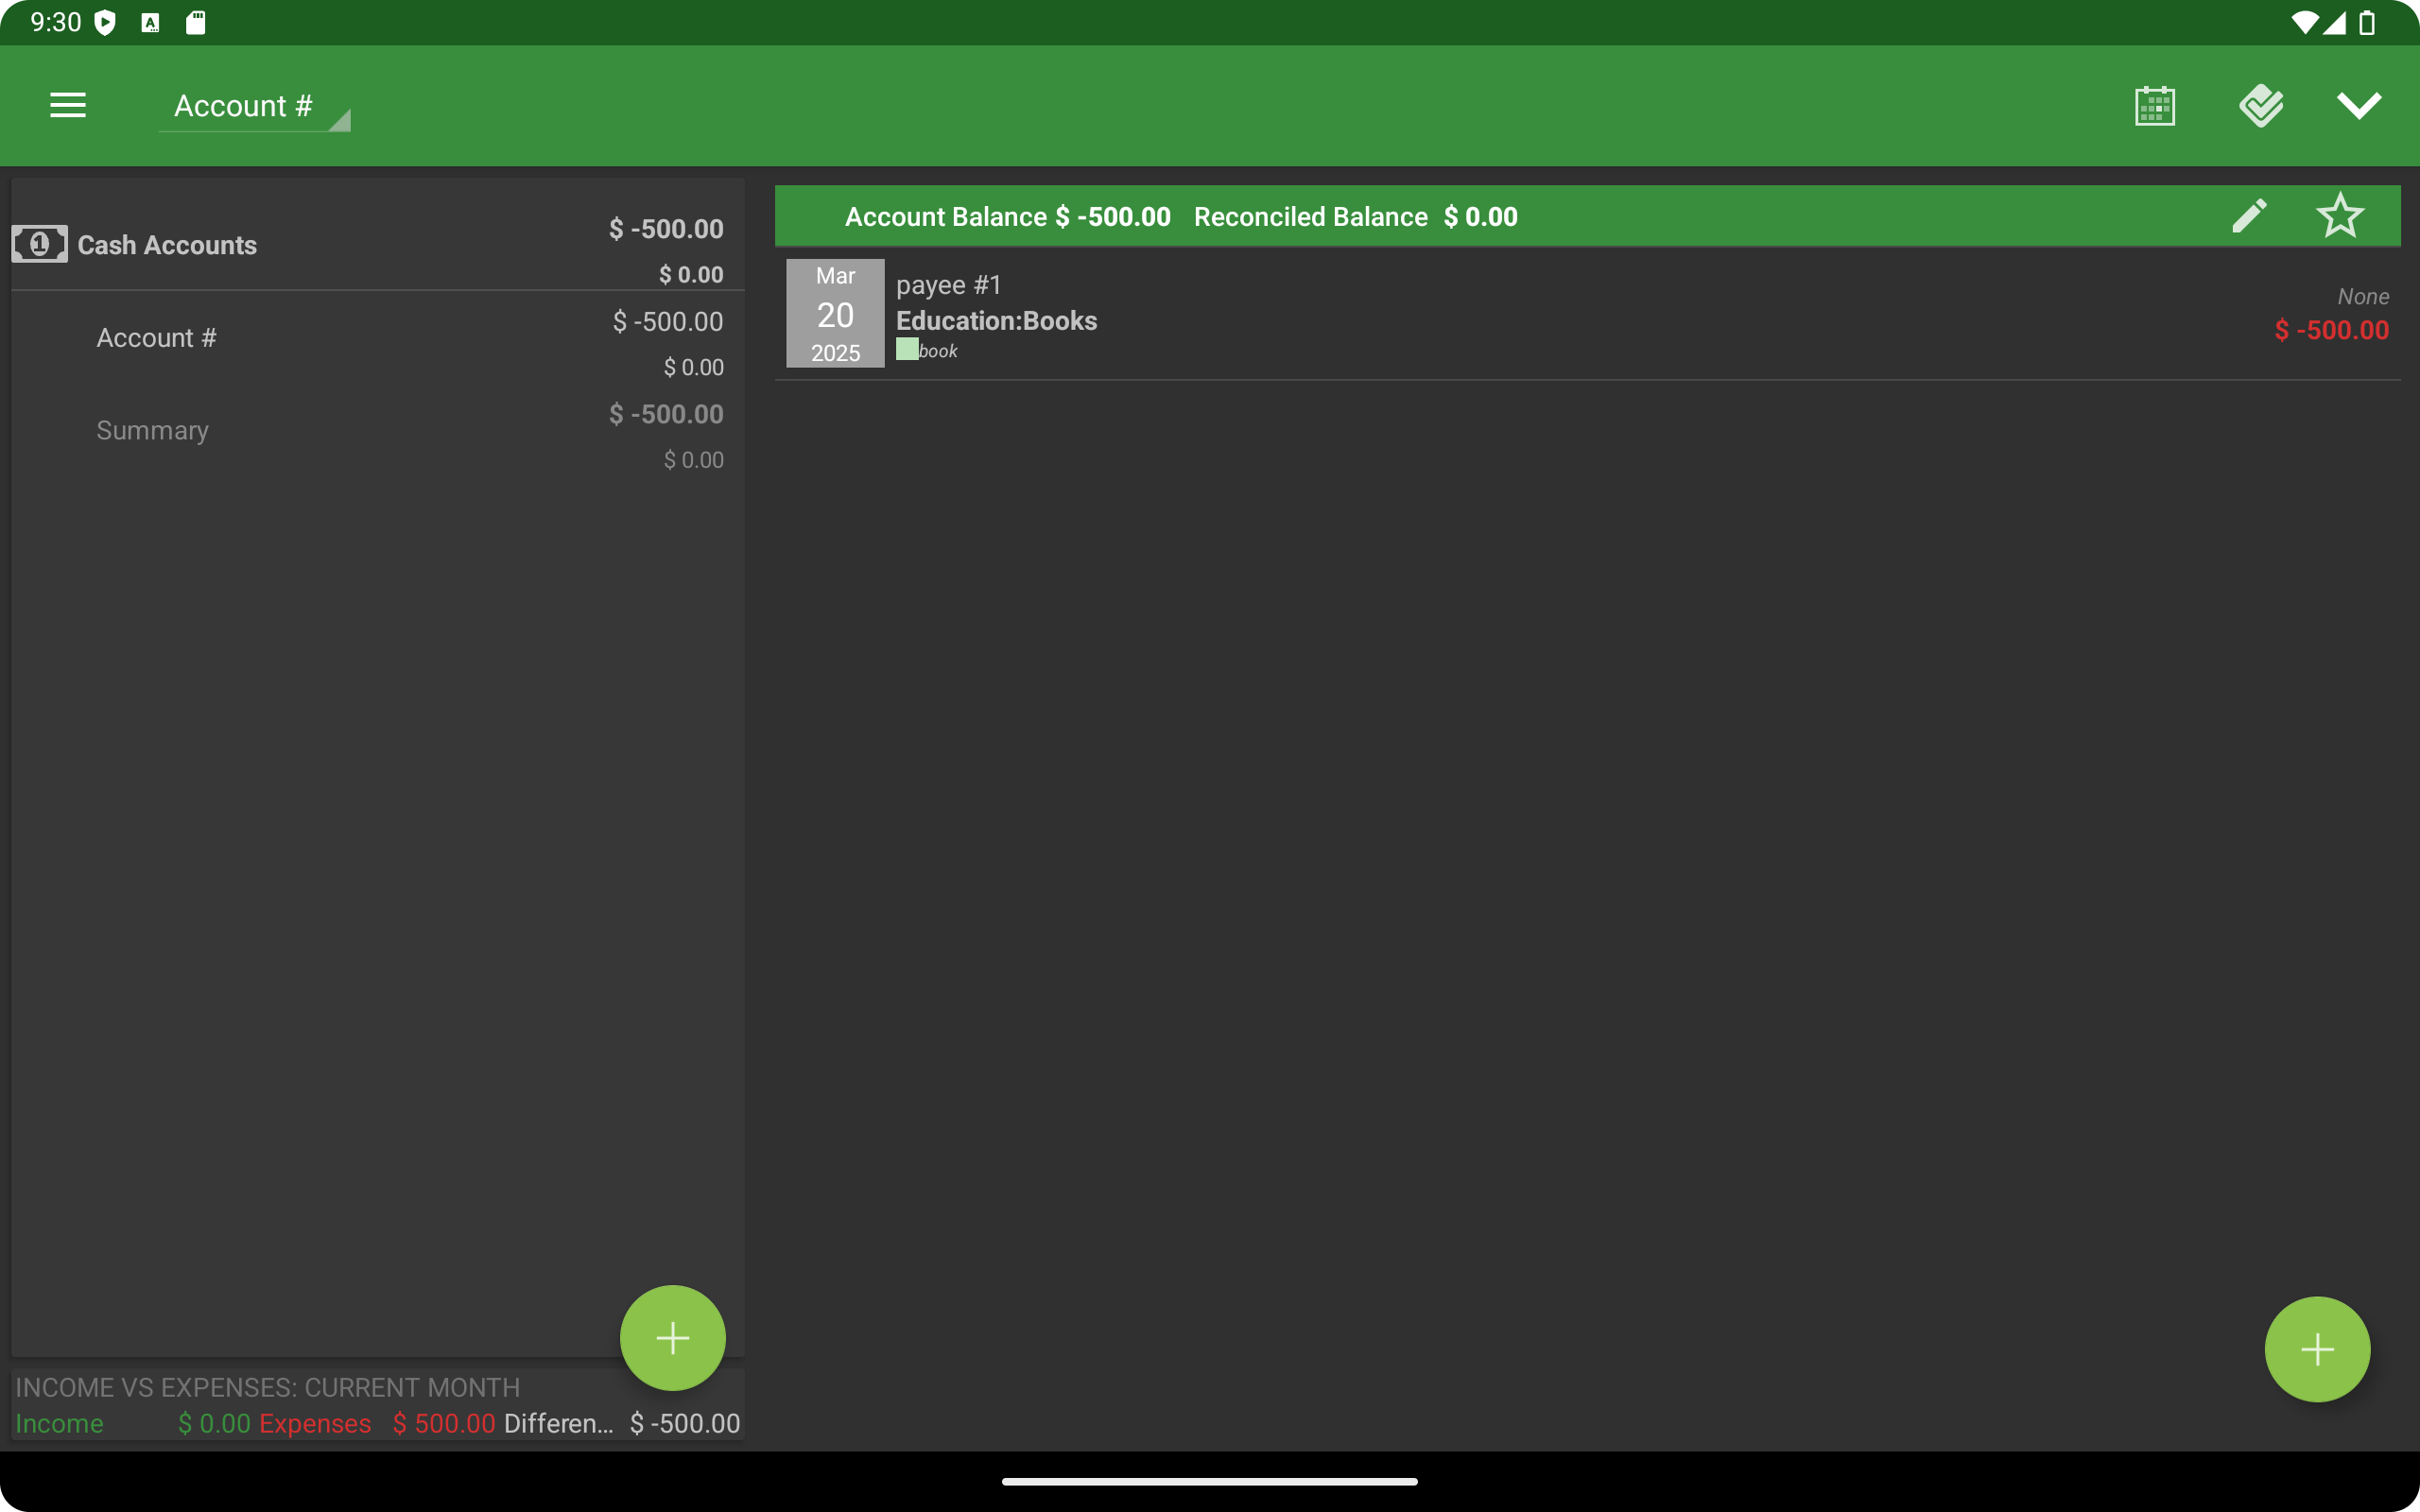 9:30
Account #
Cash Accounts
$ -500.00
$ 0.00
Account #
$ -500.00
$ 0.00
Summary
$ -500.00
$ 0.00
INCOME VS EXPENSES: CURRENT MONTH
Income $ 0.00 Expenses $ 500.00 Differen... $ -500.00
Account Balance $ -500.00 Reconciled Balance $ 0.00
Mar
20
2025
payee #1
Education:Books
book
None
$ -500.00